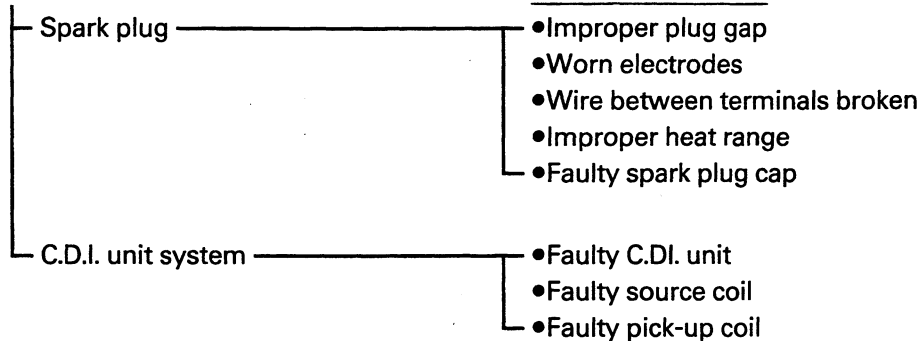 Spark plug
•Improper plug gap
•Worn electrodes
•Wire between terminals broken
•Improper heat range
•Faulty spark plug cap
C.D.I. unit system
•Faulty C.DI. unit
•Faulty source coil
•Faulty pick-up coil